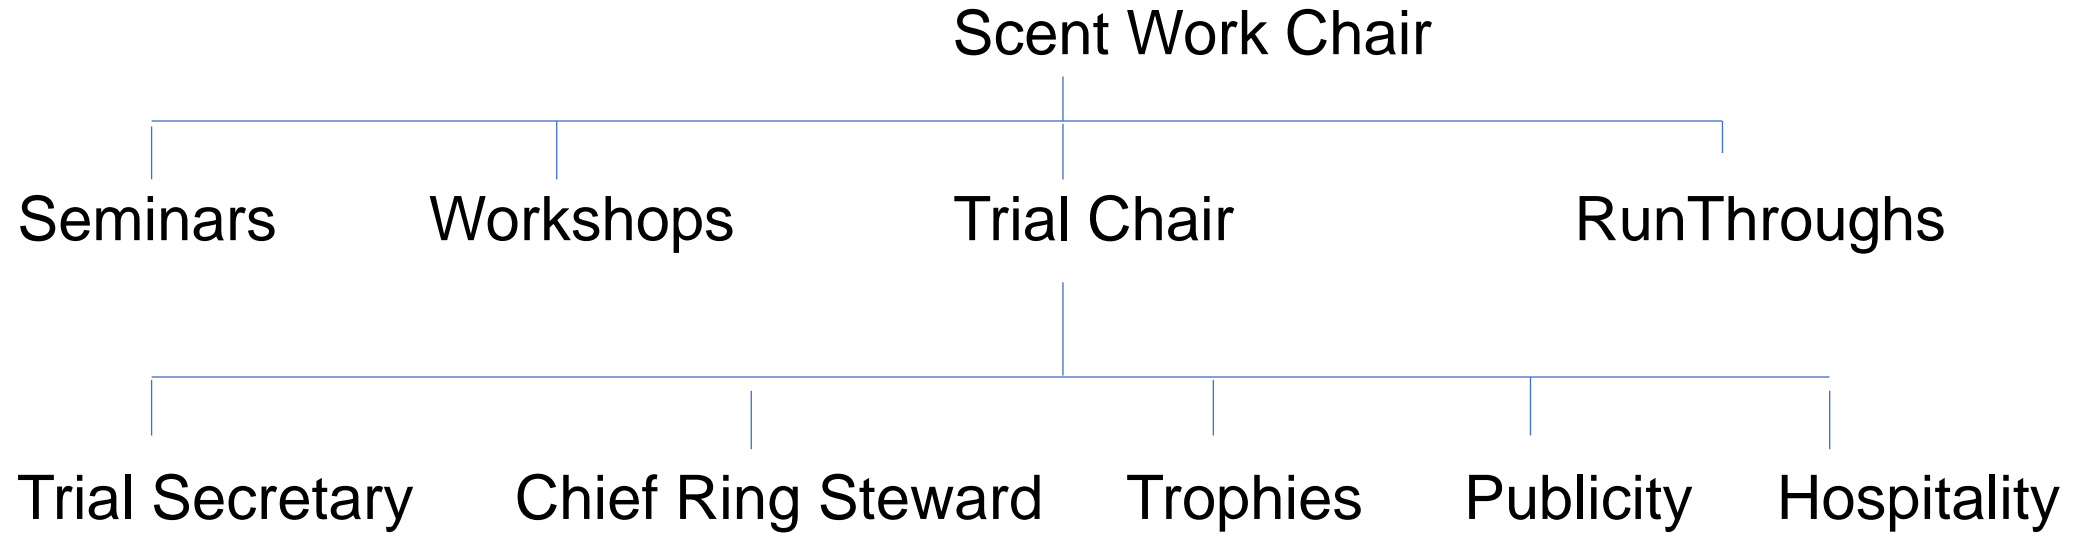 Scent Work Chair
Seminars Workshops Trial Chair RunThroughs
Trial Secretary Chief Ring Steward Trophies Publicity Hospitality